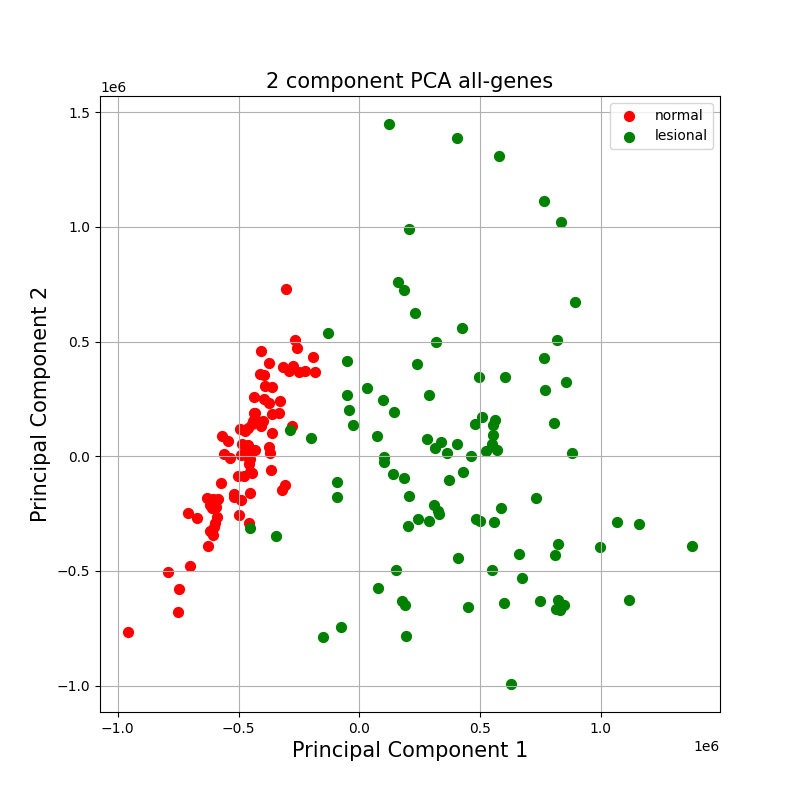 2 component PCA all-genes
1e6
normal
lesional
1.5
1.0
0.5
0.0
−0.5
−1.0
Principal Component 2
−1.0
−0.5
0.0
0.5
1.0
1e6
Principal Component 1